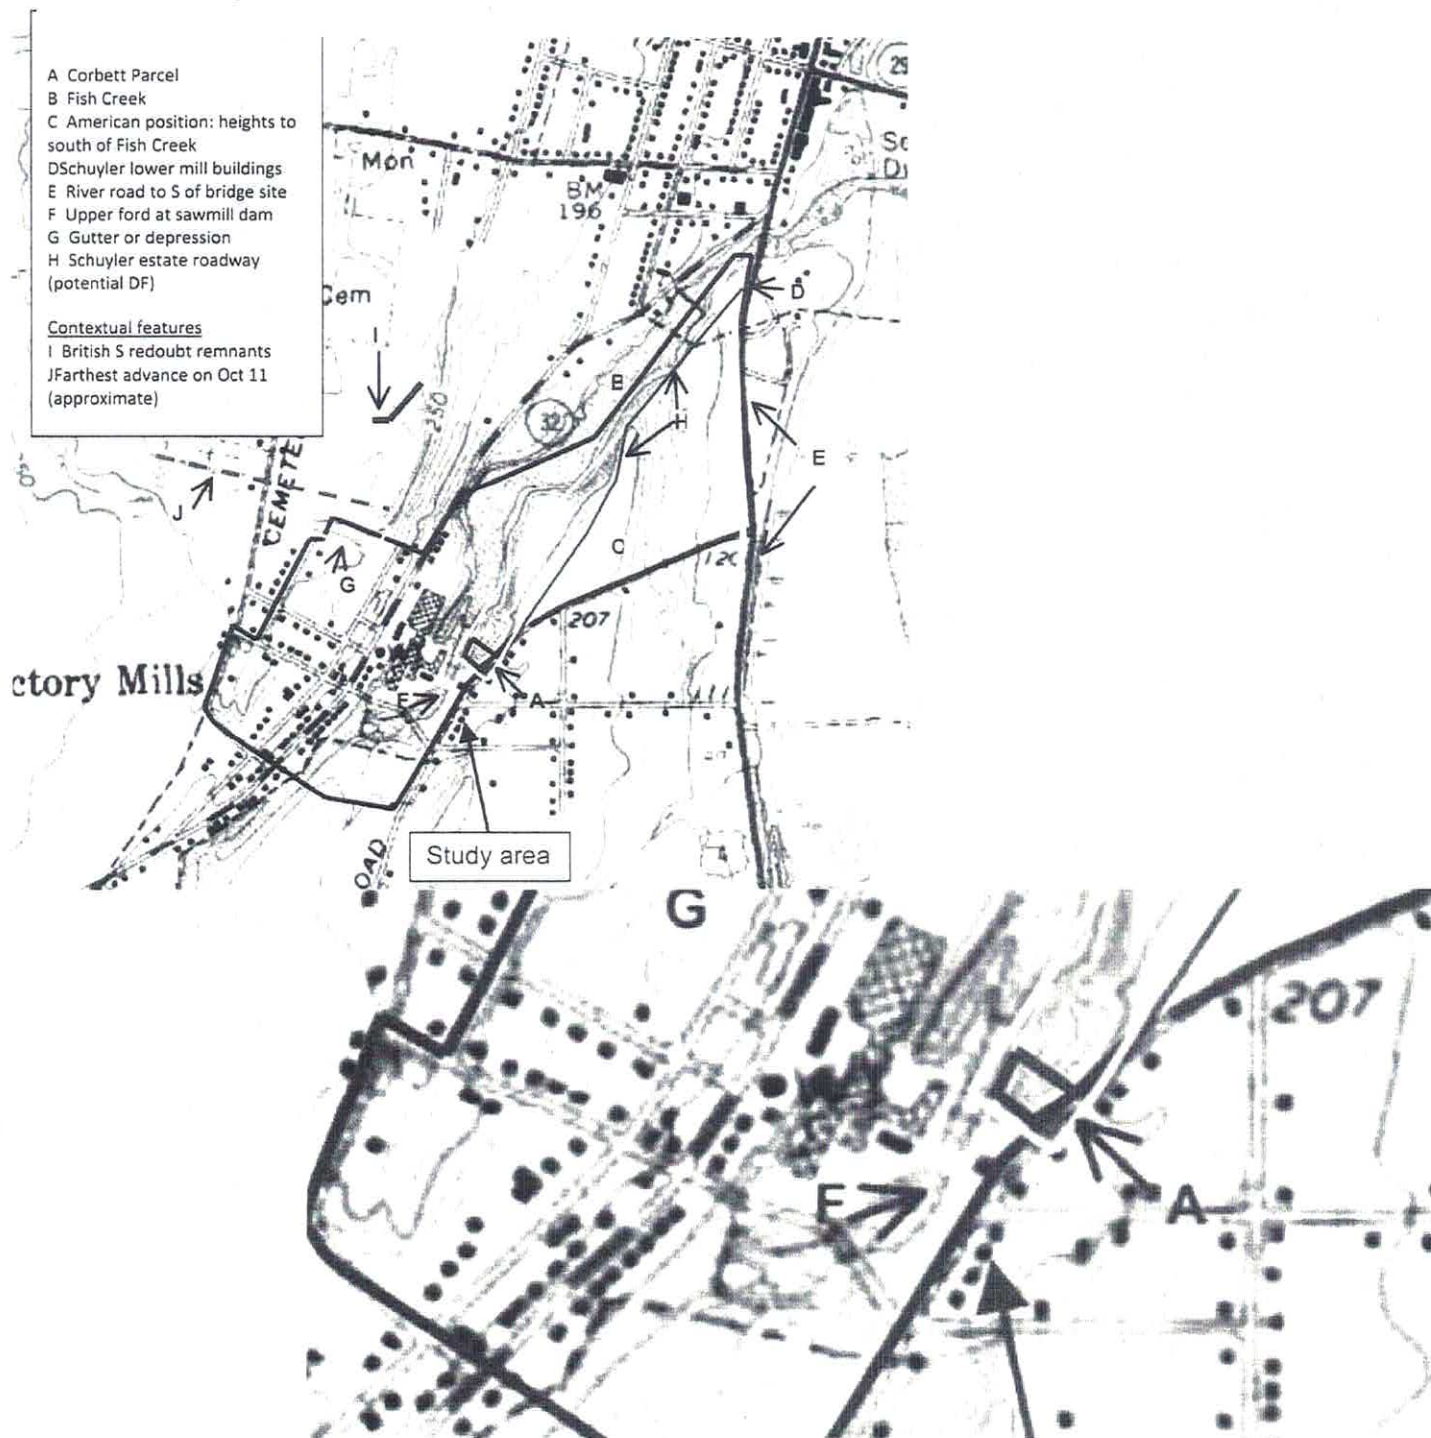 A Corbett Parcel
B Fish Creek
C American position: heights to
south of Fish Creek
DSchuyler lower mill buildings
E River road to S of bridge site
F Upper ford at sawmill dam
G Gutter or depression
H Schuyler estate roadway
(potential DF)
Contextual features
I British S redoubt remnants
JFarthest advance on Oct 11
(approximate)
29
Mon
BM
196
Cem
I
D
B
32
250
H
E
J
CEMETE
G
C
120
207
ctory Mills
F
A
Study area
OAD
G
207
F
A